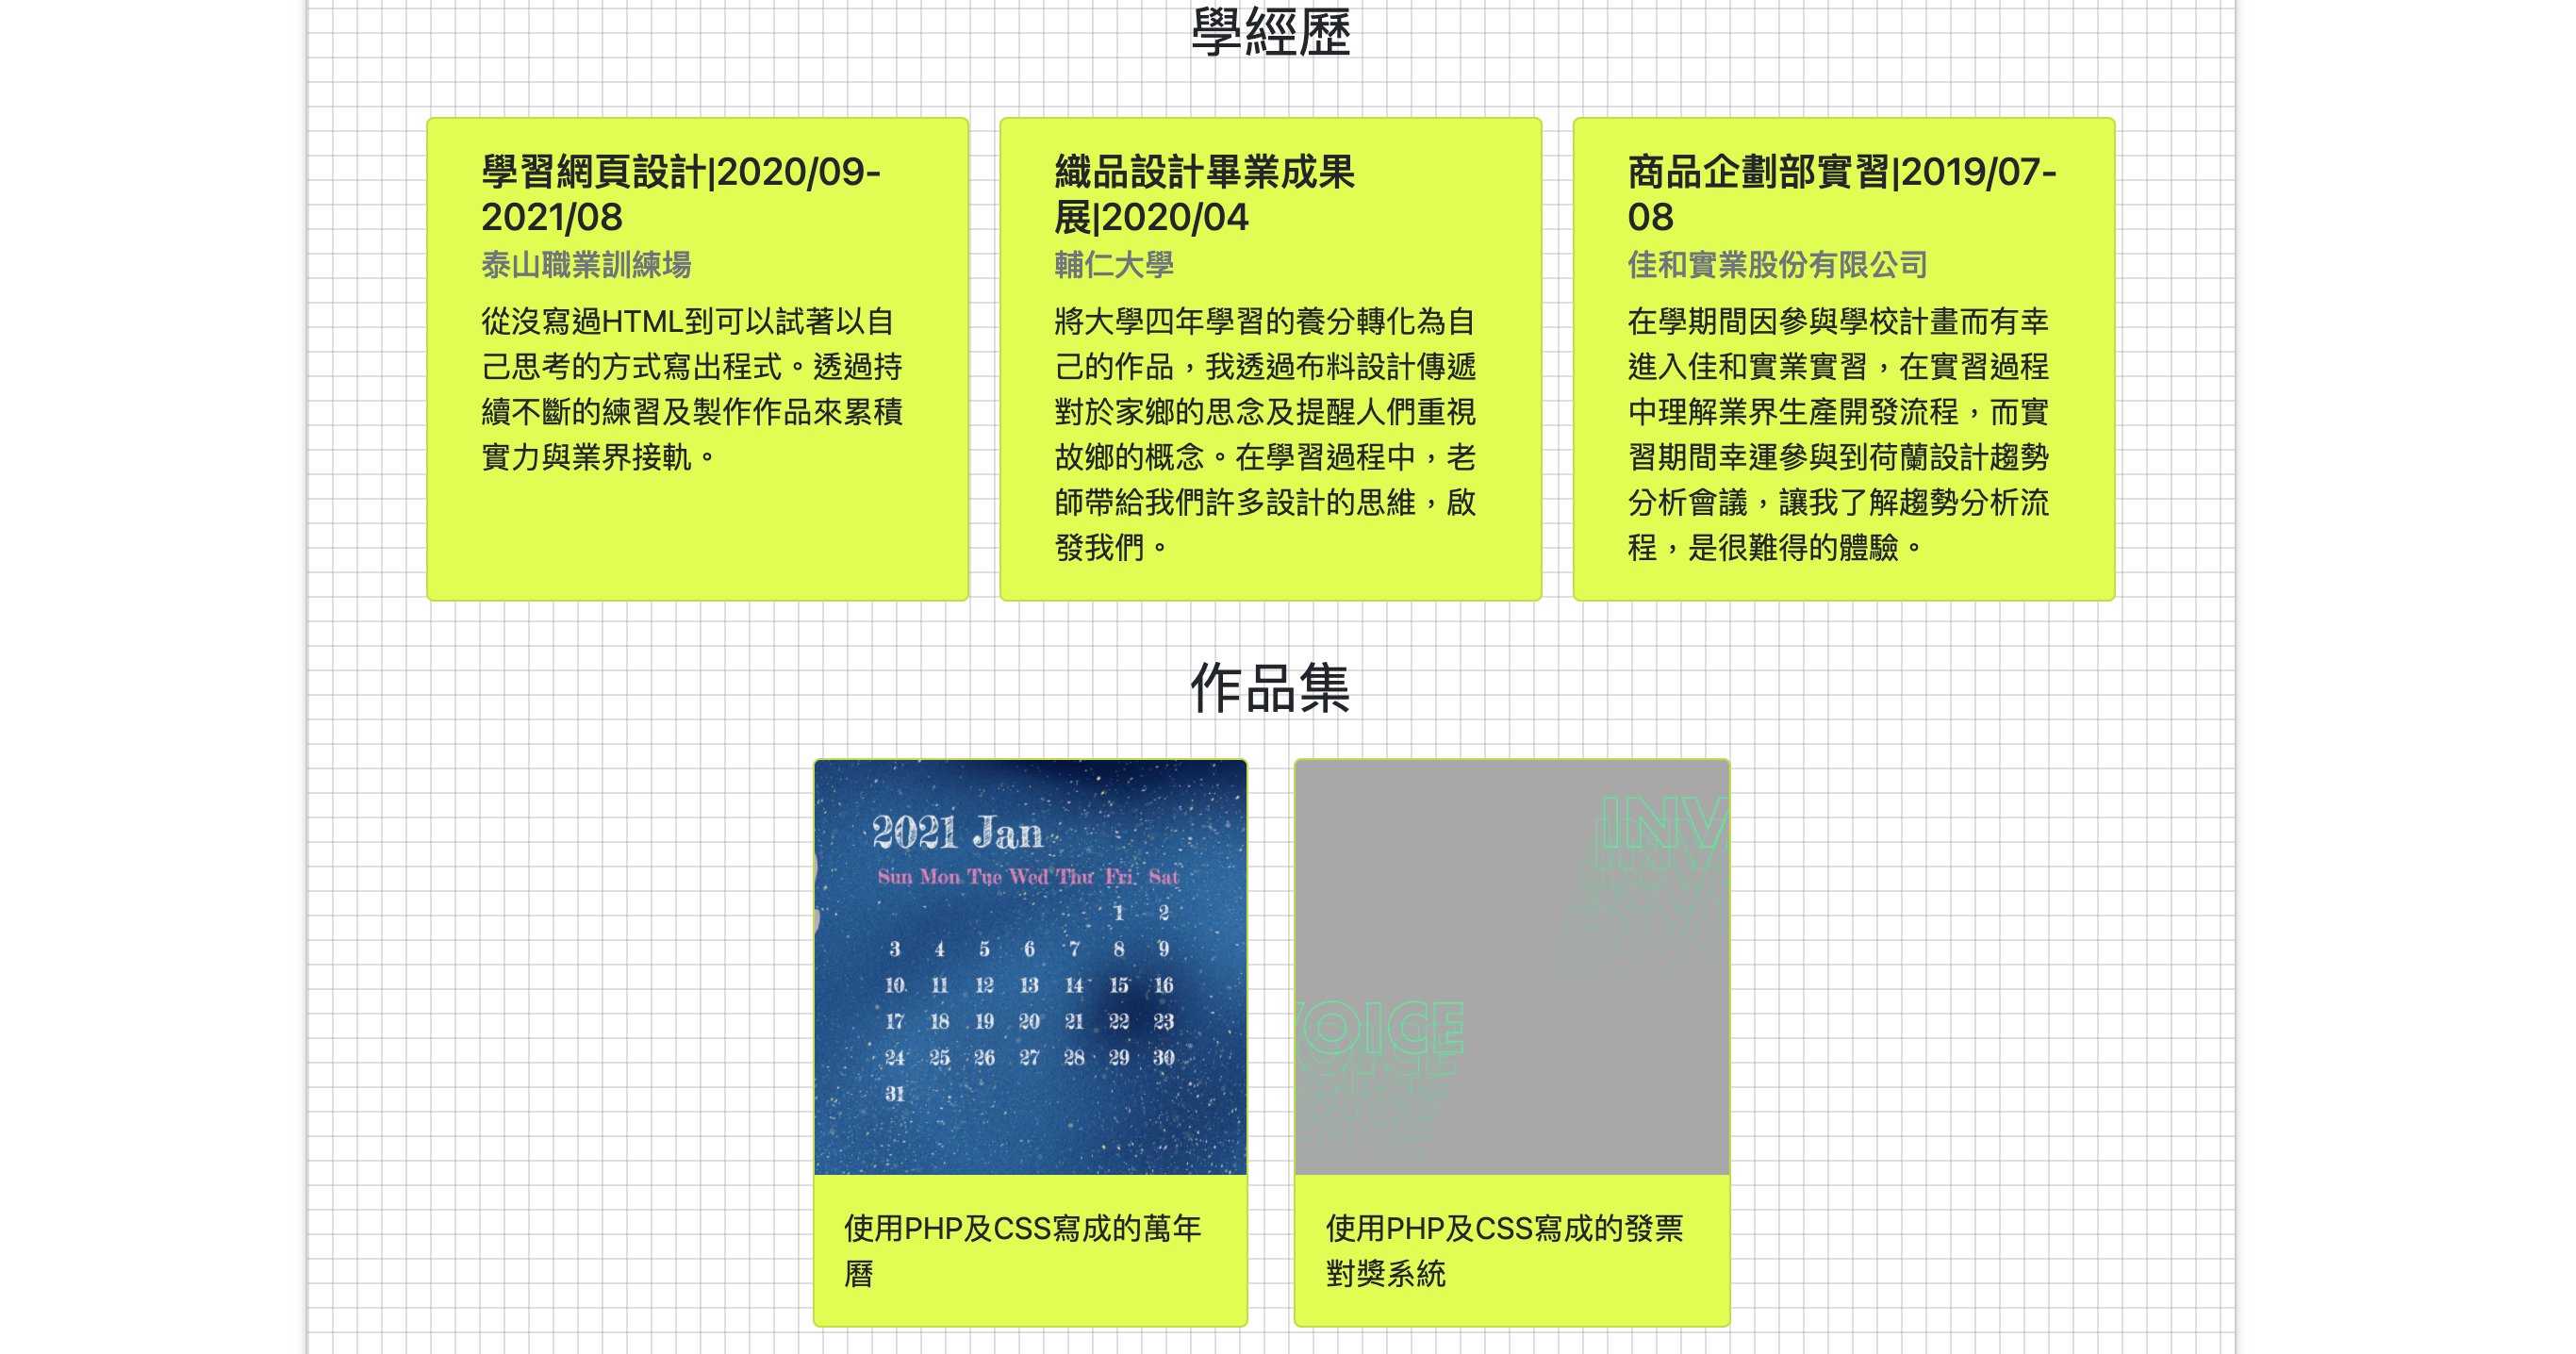 學經歷
學習網頁設計|2020/09-
2021/08
泰山職業訓練場
從沒寫過HTML到可以試著以自
己思考的方式寫出程式。透過持
續不斷的練習及製作作品來累積
實力與業界接軌。
織品設計畢業成果
展|2020/04
輔仁大學
將大學四年學習的養分轉化為自
己的作品，我透過布料設計傳遞
對於家鄉的思念及提醒人們重視
故鄉的概念。在學習過程中，老
師帶給我們許多設計的思維，啟
發我們。
商品企劃部實習|2019/07-
08
佳和實業股份有限公司
在學期間因參與學校計畫而有幸
進入佳和實業實習，在實習過程
中理解業界生產開發流程，而實
習期間幸運參與到荷蘭設計趨勢
分析會議，讓我了解趨勢分析流
程，是很難得的體驗。
作品集
2021 Jan
Sun Mon Tue Wed Thu Fri Sat
1 2
3 4 5 6 7 8 9
10 11 12 13 14 15 16
17 18 19 20 21 22 23
24 25 26 27 28 29 30
31
使用PHP及CSS寫成的萬年
曆
INV
OICE
使用PHP及CSS寫成的發票
對獎系統